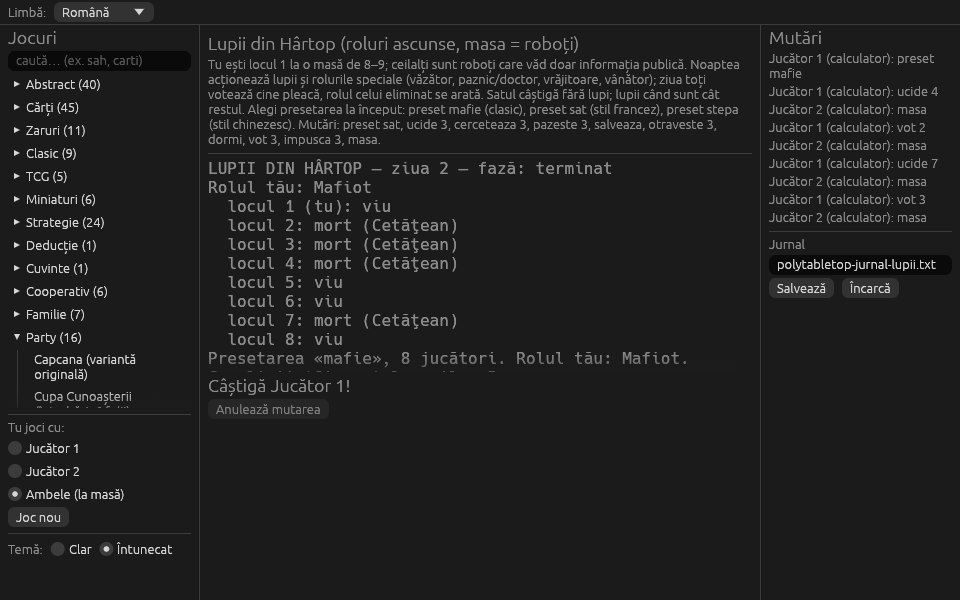 Limbă: Română
Jocuri
caută... (ex. sah, carti)
Abstract (40)
Cărți (45)
Zaruri (11)
Clasic (9)
TCG (5)
Miniaturi (6)
Strategie (24)
Deducție (1)
Cuvinte (1)
Cooperativ (6)
Familie (7)
Party (16)
Capcana (variantă
originală)
Cupa Cunoașterii
Tu joci cu:
Jucător 1
Jucător 2
Ambele (la masă)
Joc nou
Temă: Clar Întunecat
Lupii din Hârtop (roluri ascunse, masa = roboți)
Tu ești locul 1 la o masă de 8–9; ceilalți sunt roboți care văd doar informația publică. Noaptea
acționează lupii și rolurile speciale (văzător, paznic/doctor, vrăjitoare, vânător); ziua toți
votează cine pleacă, rolul celui eliminat se arată. Satul câștigă fără lupi; lupii când sunt cât
restul. Alegi presetarea la început: preset mafie (clasic), preset sat (stil francez), preset stepa
(stil chinezesc). Mutări: preset sat, ucide 3, cerceteaza 3, pazeste 3, salveaza, otraveste 3,
dormi, vot 3, impusca 3, masa.
LUPII DIN HÂRTOP — ziua 2 — fază: terminat
Rolul tău: Mafiot
locul 1 (tu): viu
locul 2: mort (Cetățean)
locul 3: mort (Cetățean)
locul 4: mort (Cetățean)
locul 5: viu
locul 6: viu
locul 7: mort (Cetățean)
locul 8: viu
Presetarea «mafie», 8 jucători. Rolul tău: Mafiot.
Câștigă Jucător 1!
Anulează mutarea
Mutări
Jucător 1 (calculator): preset
mafie
Jucător 1 (calculator): ucide 4
Jucător 2 (calculator): masa
Jucător 1 (calculator): vot 2
Jucător 2 (calculator): masa
Jucător 1 (calculator): ucide 7
Jucător 2 (calculator): masa
Jucător 1 (calculator): vot 3
Jucător 2 (calculator): masa
Jurnal
polytabletop-jurnal-lupii.txt
Salvează Încarcă